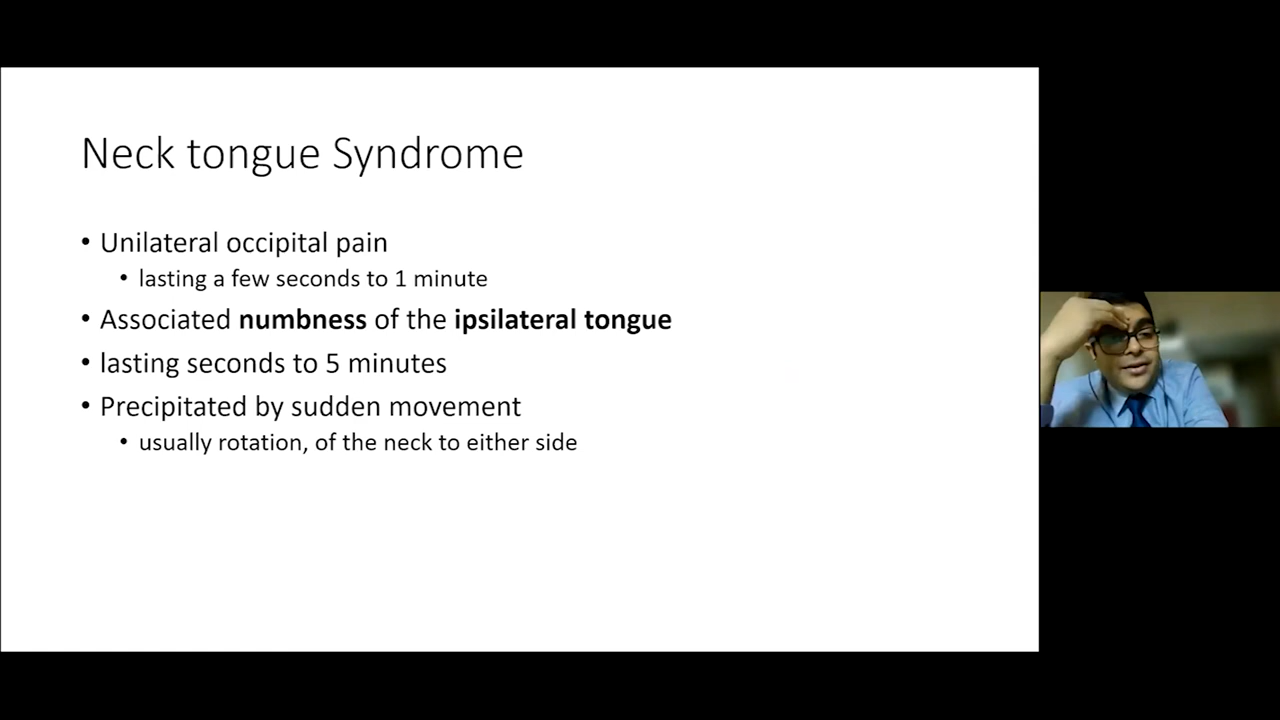 Neck tongue Syndrome
• Unilateral occipital pain
• lasting a few seconds to 1 minute
• Associated numbness of the ipsilateral tongue
• lasting seconds to 5 minutes
• Precipitated by sudden movement
• usually rotation, of the neck to either side